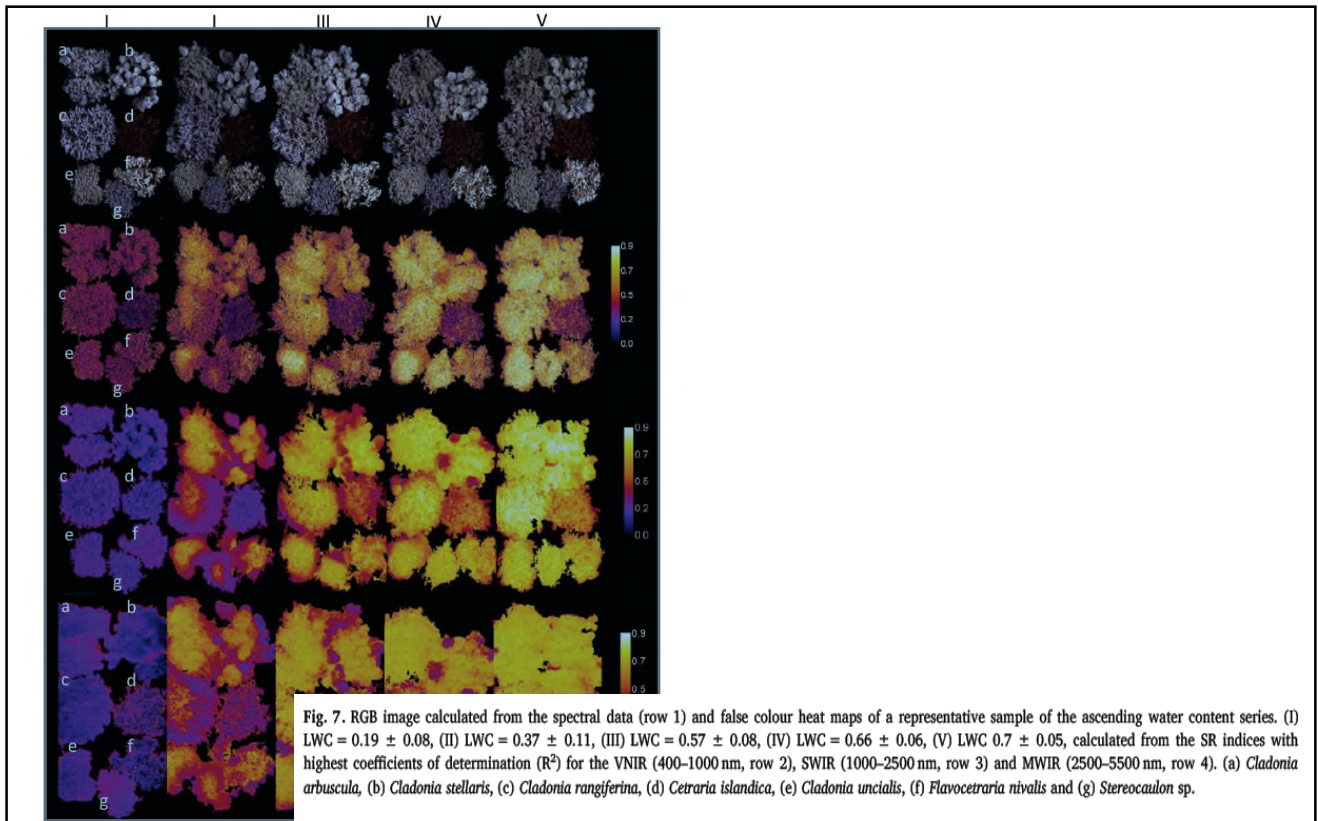 I I III IV V
a b
c d
f
e
g
a b
0.9
0.7
c d
0.5
0.2
f
0.0
e
g
a b
0.9
0.7
c d
0.6
0.2
e f
0.0
g
a b
0.9
0.7
c d
0.5
e f
g
Fig. 7. RGB image calculated from the spectral data (row 1) and false colour heat maps of a representative sample of the ascending water content series. (I)
LWC = 0.19 ± 0.08, (II) LWC = 0.37 ± 0.11, (III) LWC = 0.57 ± 0.08, (IV) LWC = 0.66 ± 0.06, (V) LWC 0.7 ± 0.05, calculated from the SR indices with
highest coefficients of determination (R²) for the VNIR (400–1000 nm, row 2), SWIR (1000–2500 nm, row 3) and MWIR (2500–5500 nm, row 4). (a) Cladonia
arbuscula, (b) Cladonia stellaris, (c) Cladonia rangiferina, (d) Cetraria islandica, (e) Cladonia uncialis, (f) Flavocetraria nivalis and (g) Stereocaulon sp.